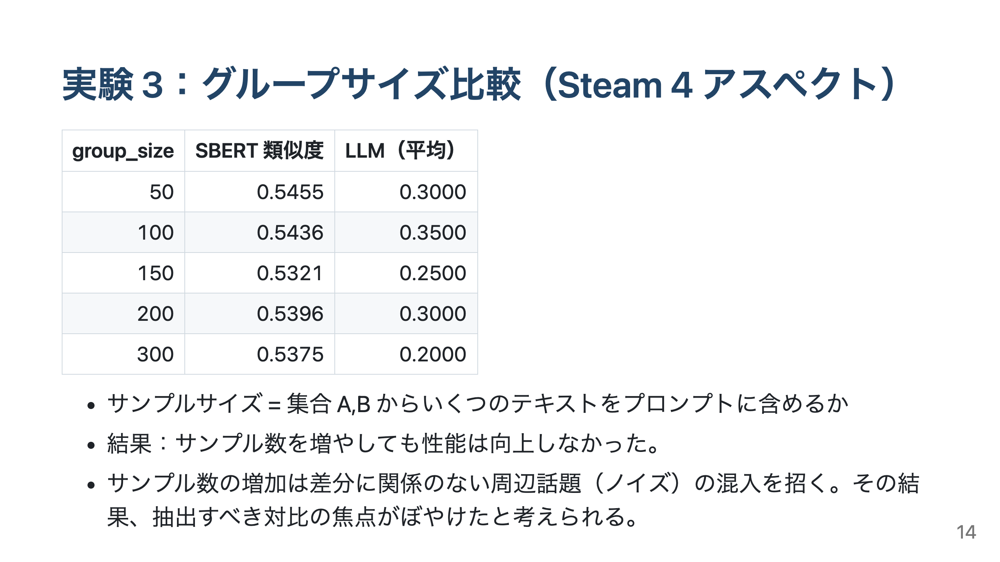 実験 3：グループサイズ比較（Steam 4 アスペクト）
group_size SBERT 類似度 LLM（平均）
50 0.5455 0.3000
100 0.5436 0.3500
150 0.5321 0.2500
200 0.5396 0.3000
300 0.5375 0.2000
• サンプルサイズ = 集合 A,B からいくつのテキストをプロンプトに含めるか
• 結果：サンプル数を増やしても性能は向上しなかった。
• サンプル数の増加は差分に関係のない周辺話題（ノイズ）の混入を招く。その結
果、抽出すべき対比の焦点がぼやけたと考えられる。
14